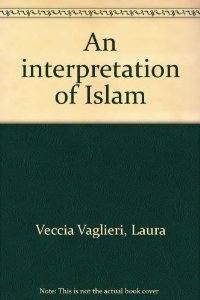 An
interpretation
of Islam
Veccia Vaglieri, Laura
Note: This is not the actual book cover